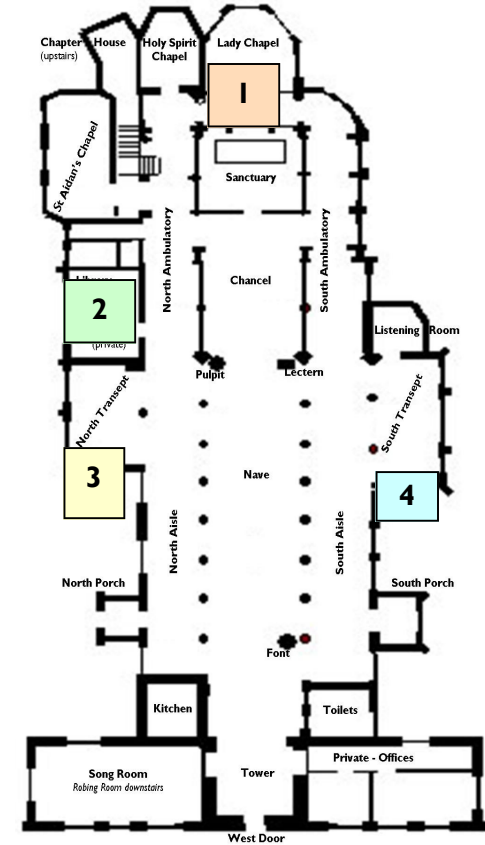 Chapter House
(upstairs)
Holy Spirit
Chapel
Lady Chapel
1
St Aidan's Chapel
Sanctuary
North Ambulatory
South Ambulatory
Chancel
2
(private)
Listening Room
Pulpit
Lectern
North Transept
South Transept
3
Nave
4
North Aisle
South Aisle
North Porch
South Porch
Font
Kitchen
Toilets
Song Room
Robing Room downstairs
Tower
Private - Offices
West Door